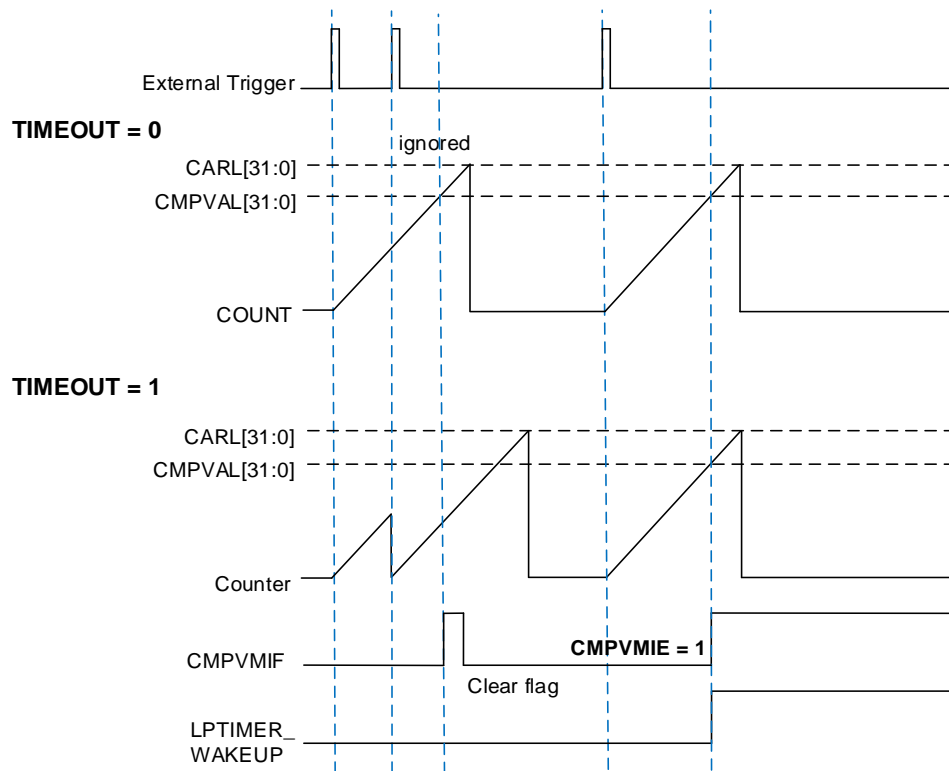 External Trigger
TIMEOUT = 0
ignored
CARL[31:0]
CMPVAL[31:0]
COUNT
TIMEOUT = 1
CARL[31:0]
CMPVAL[31:0]
Counter
CMPVMIE = 1
CMPVMIF
Clear flag
LPTIMER_
WAKEUP